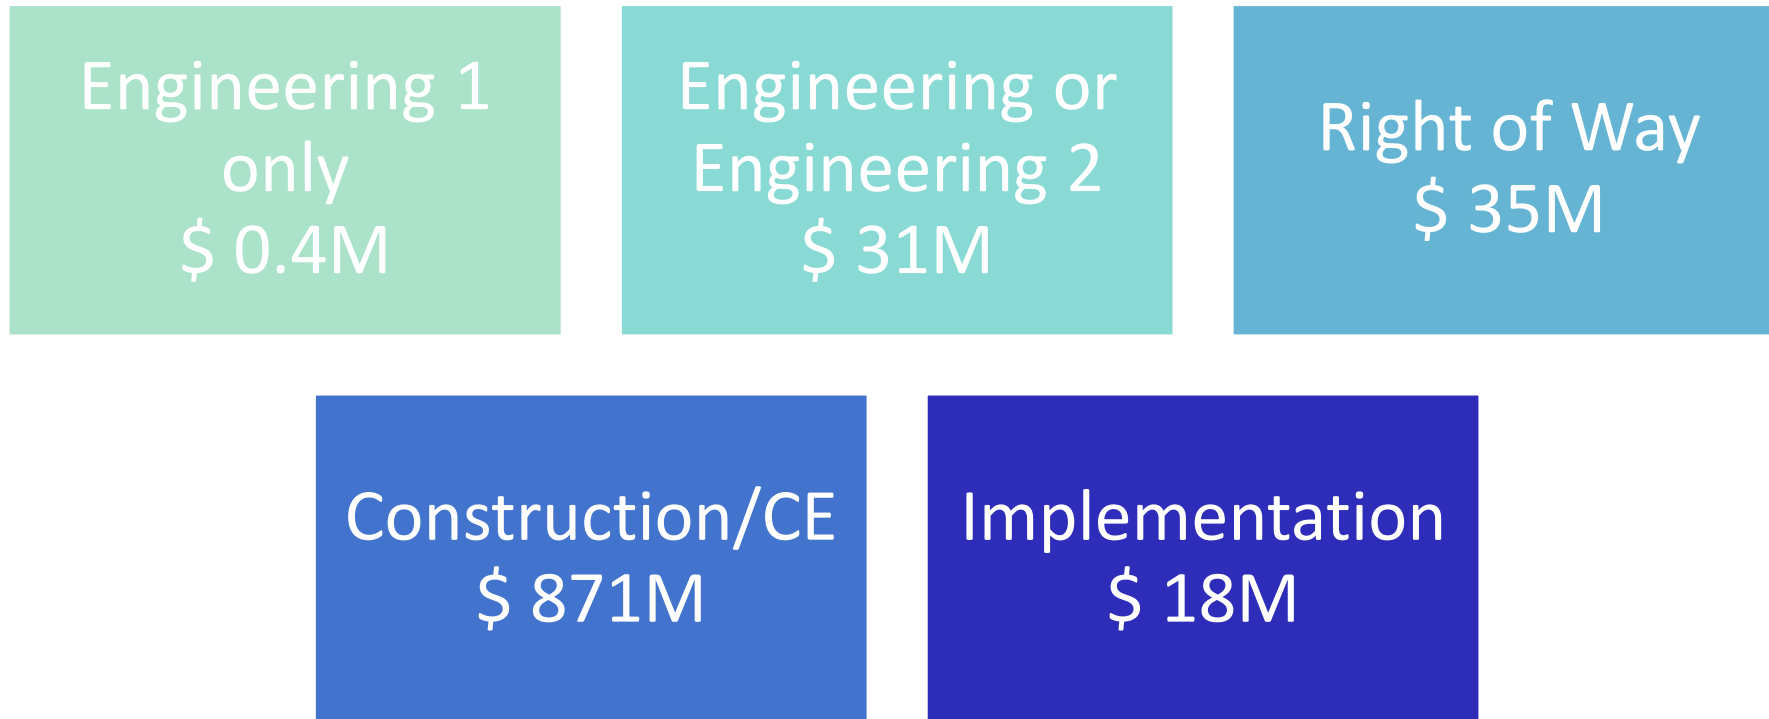 Engineering 1
only
$ 0.4M
Engineering or
Engineering 2
$ 31M
Right of Way
$ 35M
Construction/CE
$ 871M
Implementation
$ 18M